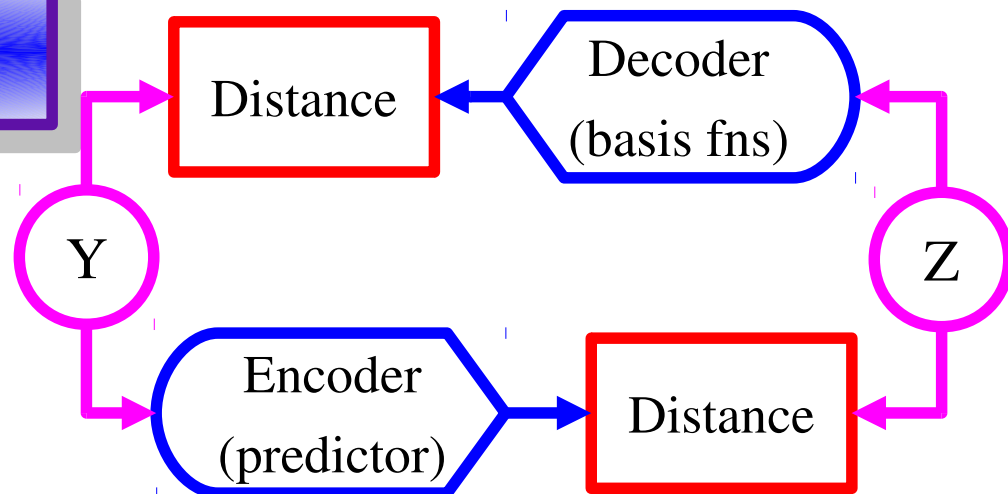 Distance
Decoder
(basis fns)
Y
Z
Encoder
(predictor)
Distance